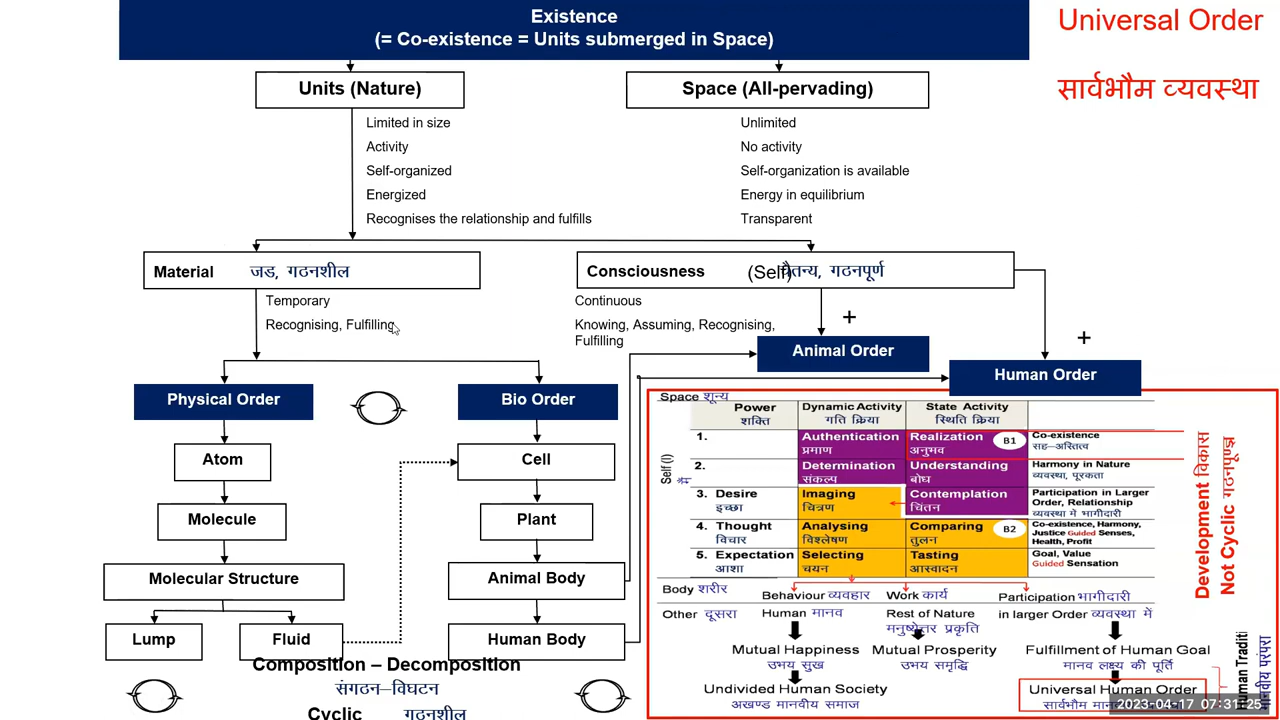 Existence
(= Co-existence = Units submerged in Space)
Universal Order
सार्वभौम व्यवस्था
Units (Nature)
Space (All-pervading)
Limited in size
Activity
Self-organized
Energized
Recognises the relationship and fulfills
Unlimited
No activity
Self-organization is available
Energy in equilibrium
Transparent
Material जड, गठनशील
Consciousness (Self) चैतन्य, गठनपूर्ण
Temporary
Recognising, Fulfilling
Continuous
Knowing, Assuming, Recognising,
Fulfilling
+
Animal Order
+
Human Order
Physical Order
Bio Order
Atom
Cell
Molecule
Plant
Molecular Structure
Animal Body
Lump
Fluid
Human Body
Composition – Decomposition
संगठन–विघटन
Cyclic गठनशील
Space शून्य
Power
शक्ति
Dynamic Activity
गति क्रिया
State Activity
स्थिति क्रिया
Self (I)
1.
Authentication
प्रमाण
Realization
अनुभव
B1
Co-existence
सह–अस्तित्व
2.
Determination
संकल्प
Understanding
बोध
Harmony in Nature
व्यवस्था, पूरकता
3. Desire
इच्छा
Imaging
चित्रण
Contemplation
चिंतन
Participation in Larger
Order, Relationship
व्यवस्था में भागीदारी
4. Thought
विचार
Analysing
विश्लेषण
Comparing
तुलन
B2
Co-existence, Harmony,
Justice Guided Senses,
Health, Profit
5. Expectation
आशा
Selecting
चयन
Tasting
आस्वादन
Goal, Value
Guided Sensation
Body शरीर
Behaviour व्यवहार
Work कार्य
Participation भागीदारी
Other दूसरा
Human मानव
Rest of Nature
मनुष्येत्तर प्रकृति
in larger Order व्यवस्था में
Mutual Happiness
उभय सुख
Mutual Prosperity
उभय समृद्धि
Fulfillment of Human Goal
मानव लक्ष्य की पूर्ति
Undivided Human Society
अखण्ड मानवीय समाज
Universal Human Order
सार्वभौम
Development विकास
Not Cyclic गठनपूर्ण
Human Traditi
मानवीय परंपरा
2023-04-17 07:31:25